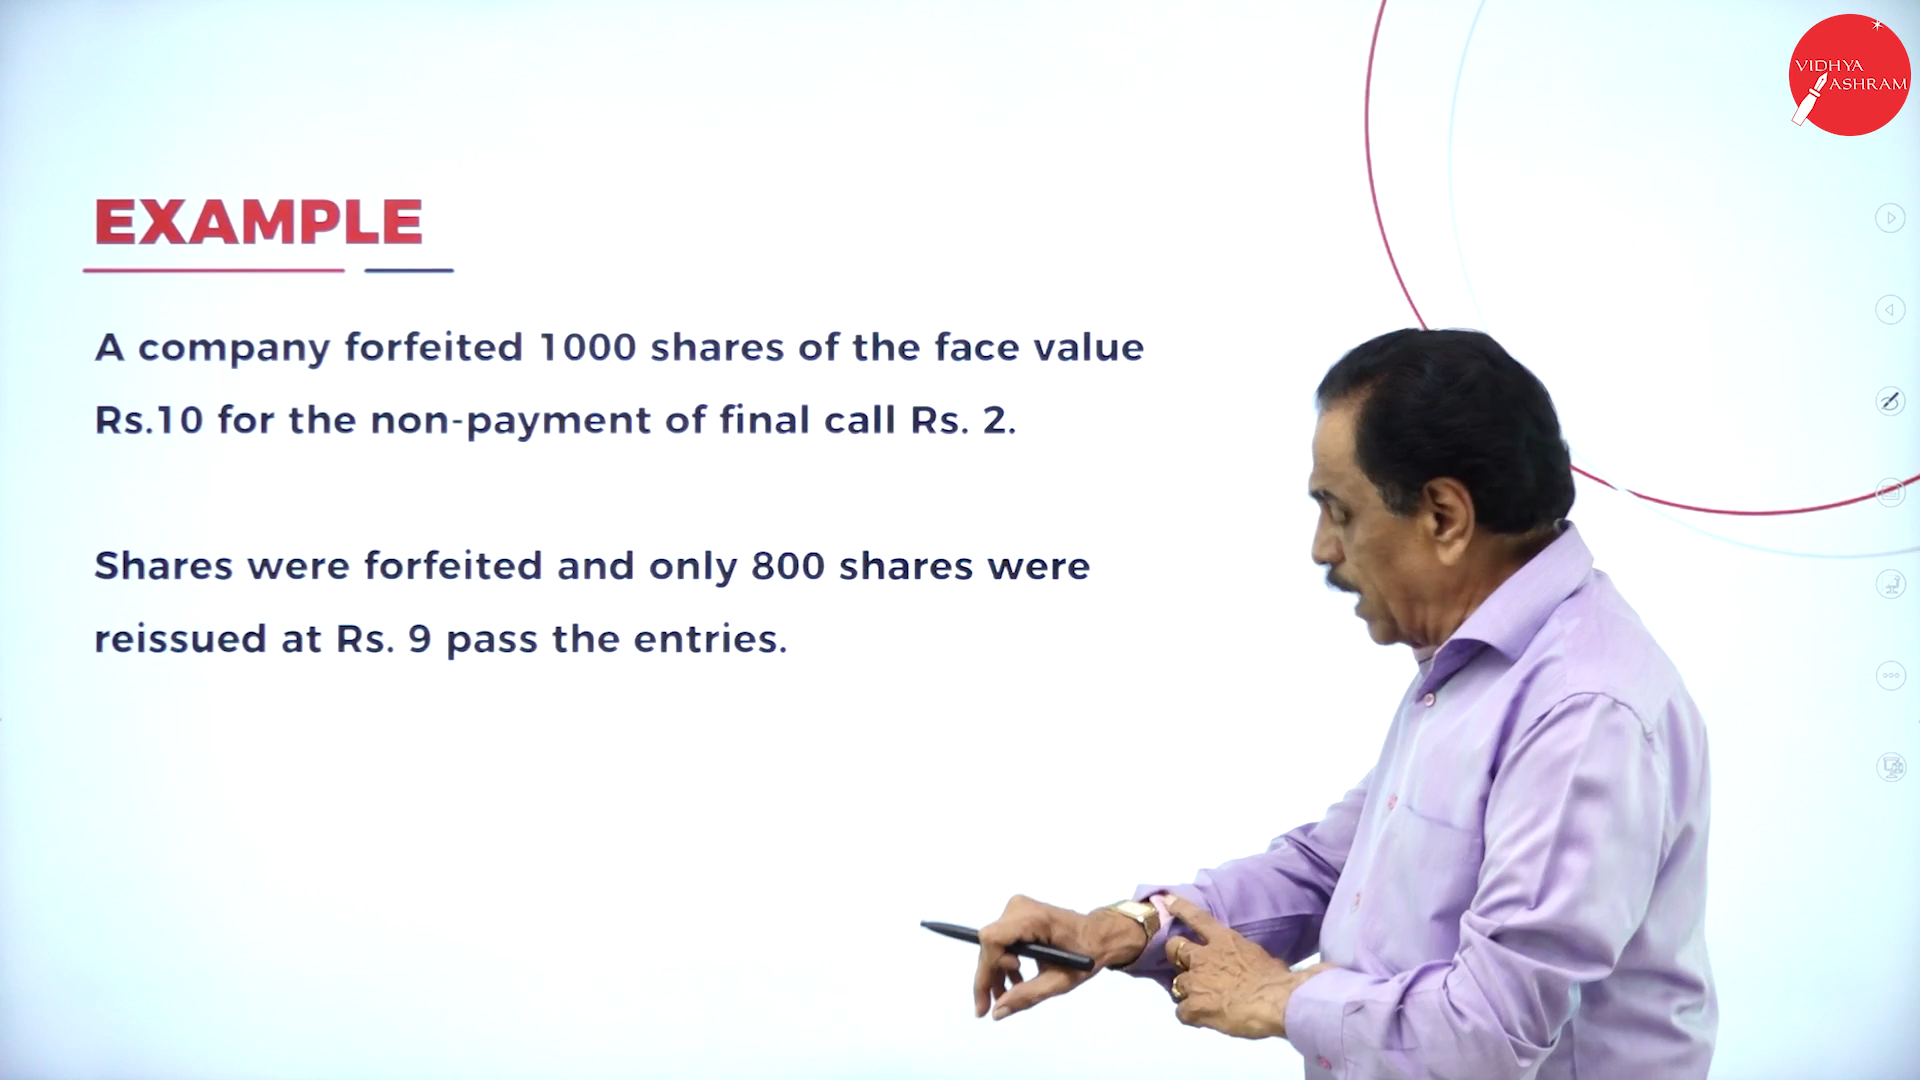 VIDHYA
ASHRAM
EXAMPLE
A company forfeited 1000 shares of the face value
Rs.10 for the non-payment of final call Rs. 2.
Shares were forfeited and only 800 shares were
reissued at Rs. 9 pass the entries.